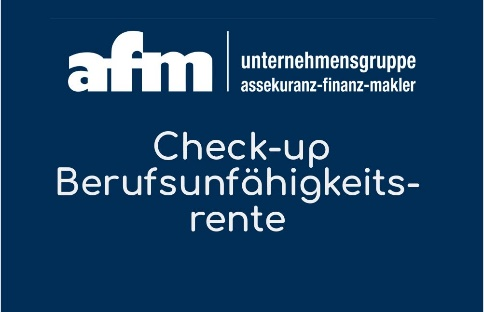 afm
unternehmensgruppe
assekuranz-finanz-makler
Check-up
Berufsunfähigkeits-
rente